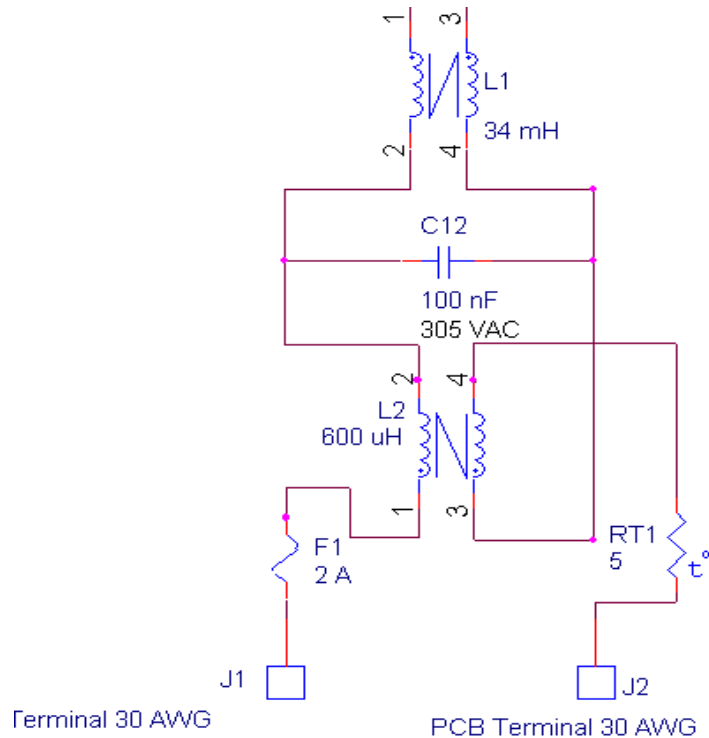 1 3
L1
34 mH
2 4
C12
100 nF
305 VAC
2 4
L2
600 uH
1 3
F1
2 A
RT1
5
t°
J1
J2
Terminal 30 AWG
PCB Terminal 30 AWG